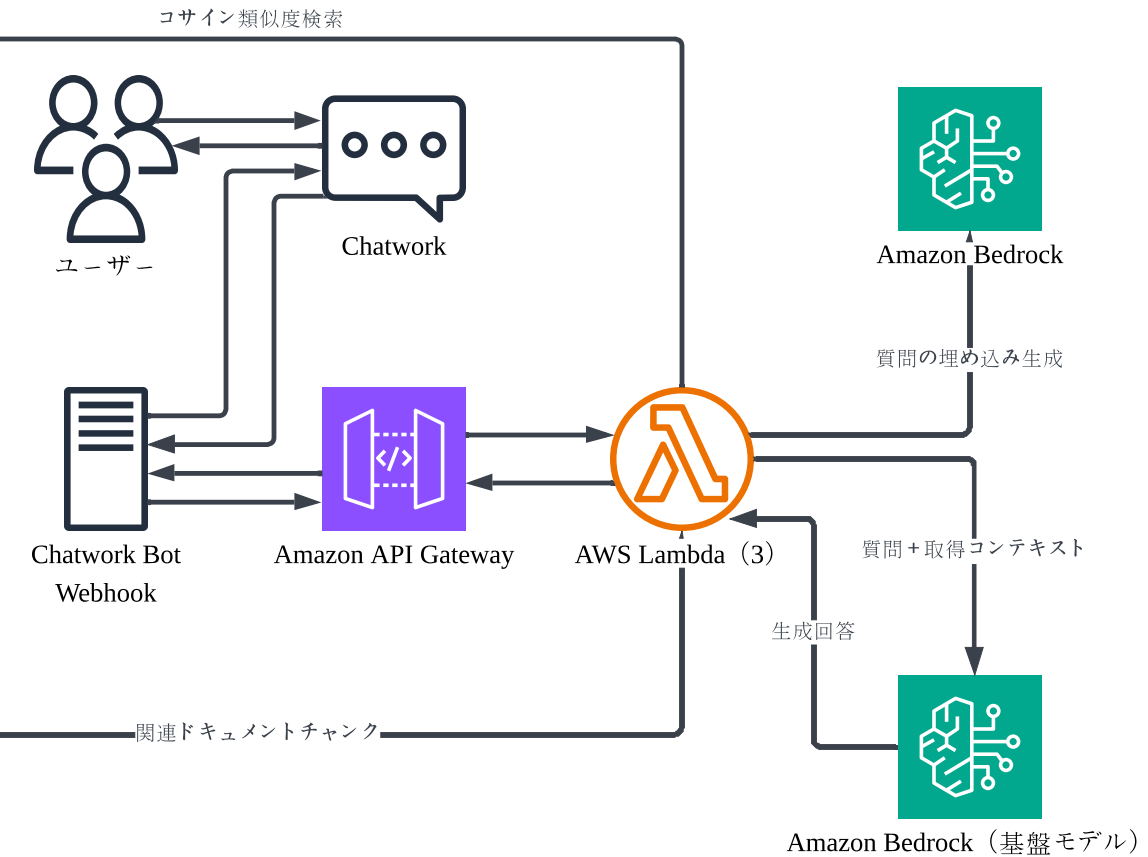 コサイン類似度検索
Chatwork
ユーザー
Amazon Bedrock
質問の埋め込み生成
Chatwork Bot
Webhook
Amazon API Gateway
AWS Lambda（3）
質問＋取得コンテキスト
生成回答
関連ドキュメントチャンク
Amazon Bedrock（基盤モデル）